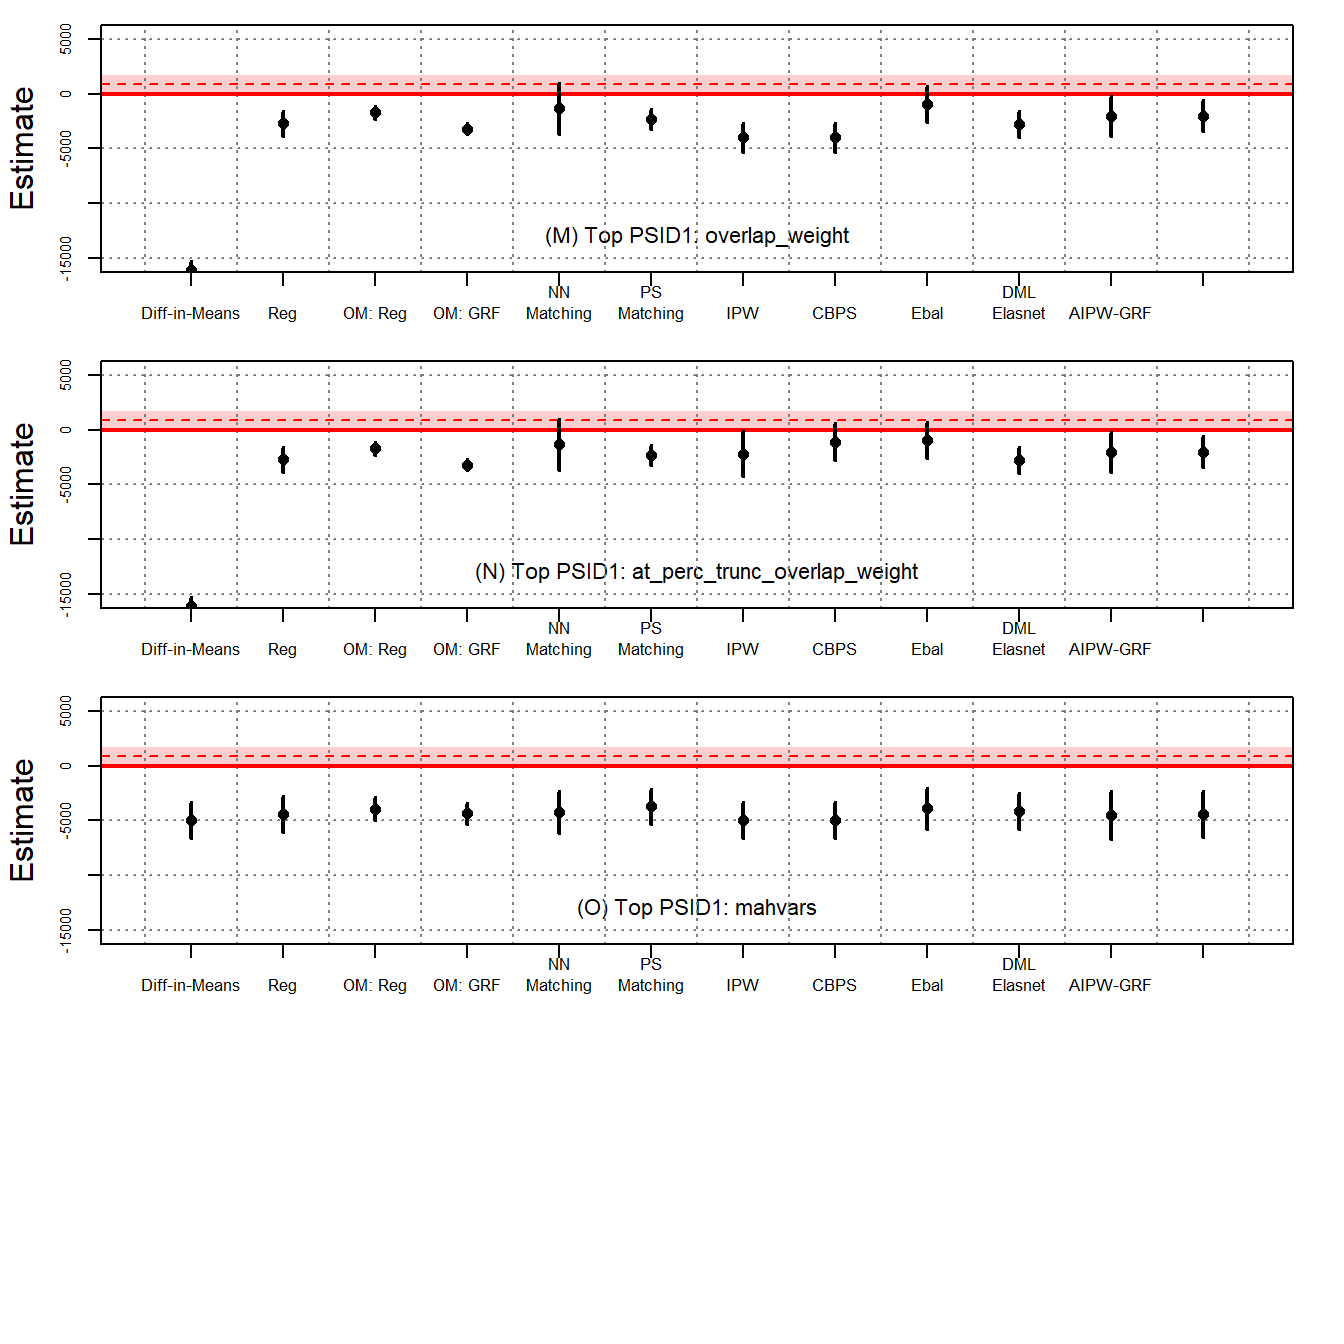 Estimate
5000
0
-5000
-15000
(M) Top PSID1: overlap_weight
NN PS DML
Diff-in-Means Reg OM: Reg OM: GRF Matching Matching IPW CBPS Ebal Elasnet AIPW-GRF
Estimate
5000
0
-5000
-15000
(N) Top PSID1: at_perc_trunc_overlap_weight
NN PS DML
Diff-in-Means Reg OM: Reg OM: GRF Matching Matching IPW CBPS Ebal Elasnet AIPW-GRF
Estimate
5000
0
-5000
-15000
(O) Top PSID1: mahvars
NN PS DML
Diff-in-Means Reg OM: Reg OM: GRF Matching Matching IPW CBPS Ebal Elasnet AIPW-GRF